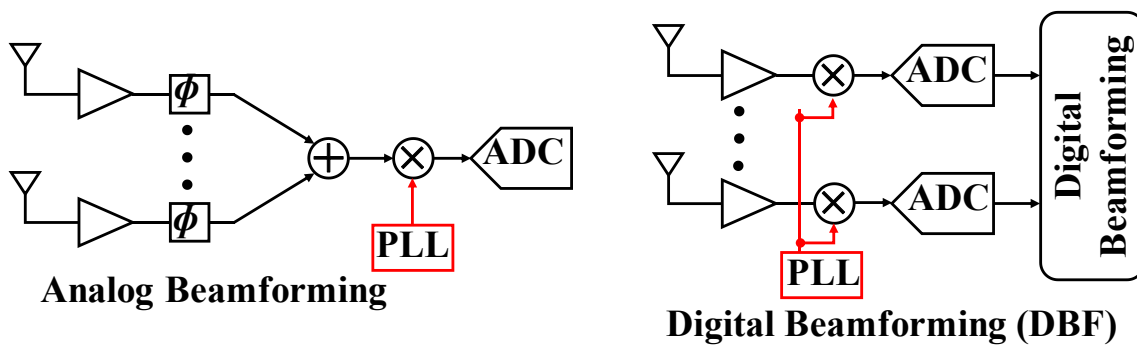 ϕ
ϕ
ADC
PLL
Analog Beamforming
ADC
ADC
PLL
Digital
Beamforming
Digital Beamforming (DBF)